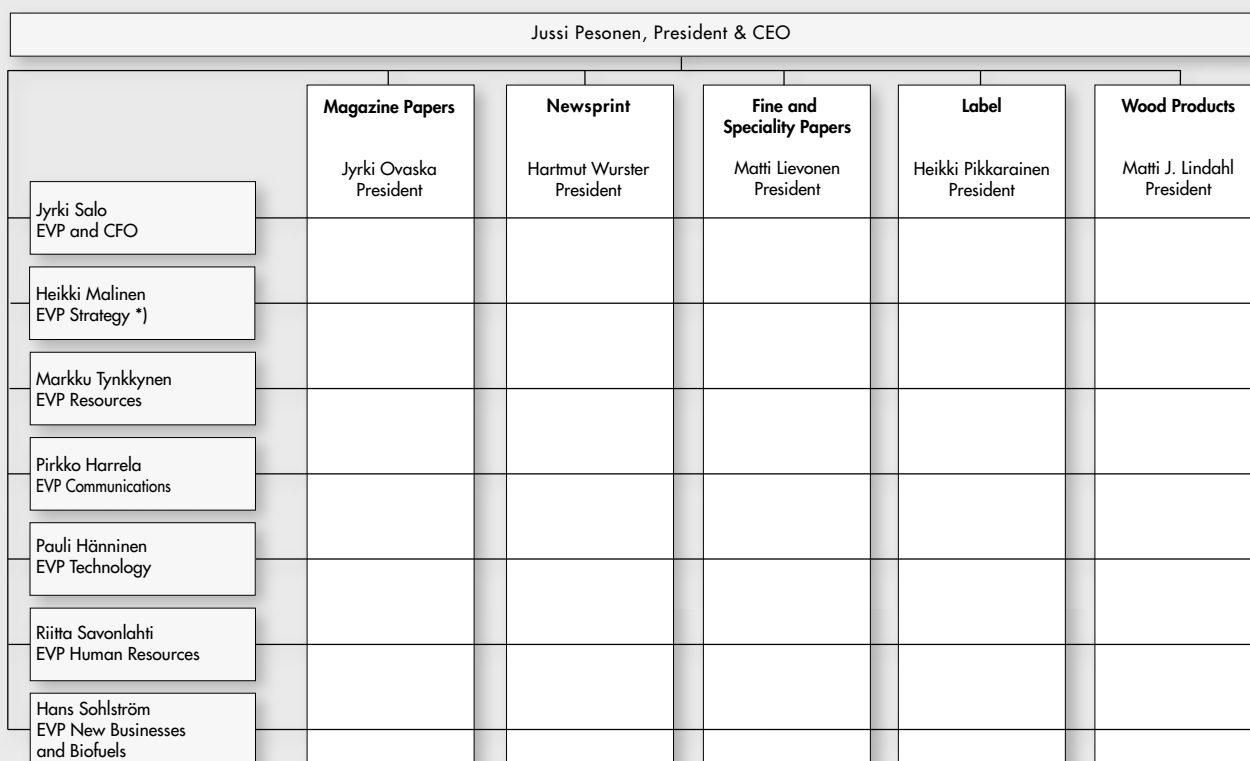 Jussi Pesonen, President & CEO
Magazine Papers
Jyrki Ovaska
President
Newsprint
Hartmut Wurster
President
Fine and
Speciality Papers
Matti Lievonen
President
Label
Heikki Pikkarainen
President
Wood Products
Matti J. Lindahl
President
Jyrki Salo
EVP and CFO
Heikki Malinen
EVP Strategy *)
Markku Tynkkynen
EVP Resources
Pirkko Harrela
EVP Communications
Pauli Hänninen
EVP Technology
Riitta Savonlahti
EVP Human Resources
Hans Sohlström
EVP New Businesses
and Biofuels